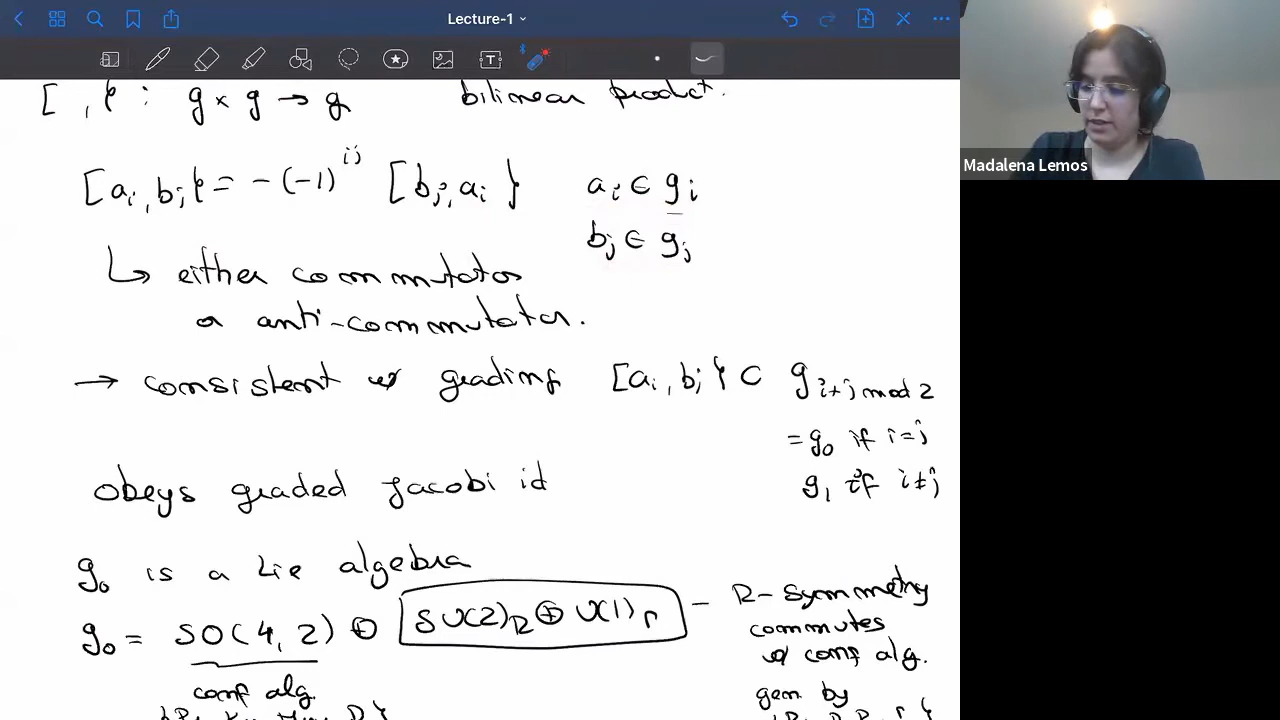 Lecture-1
[ , } : g × g → g bilinear product.
[a_i, b_j} = -(-1)^{ij} [b_j, a_i } a_i ∈ g_i
b_j ∈ g_j
↳ either commutator
or anti-commutator.
→ consistent w/ grading [a_i, b_j } ⊂ g_{i+j mod 2}
= g_0 if i=j
g_1 if i≠j
obeys graded Jacobi id
g_0 is a Lie algebra
g_0 = SO(4, 2) ⊕ SU(2)_R ⊕ U(1)_r – R-symmetry
commutes
w/ conf alg.
conf alg.
gen by
Madalena Lemos